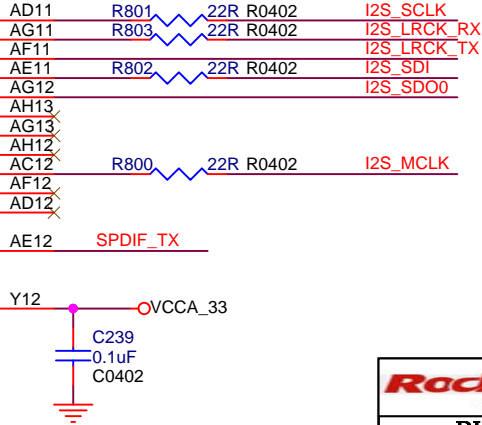 AD11 R801 22R R0402 I2S_SCLK
AG11 R803 22R R0402 I2S_LRCK_RX
AF11 I2S_LRCK_TX
AE11 R802 22R R0402 I2S_SDI
AG12 I2S_SDO0
AH13
AG13
AH12
AC12 R800 22R R0402 I2S_MCLK
AF12
AD12
AE12 SPDIF_TX
Y12 VCCA_33
C239
0.1uF
C0402